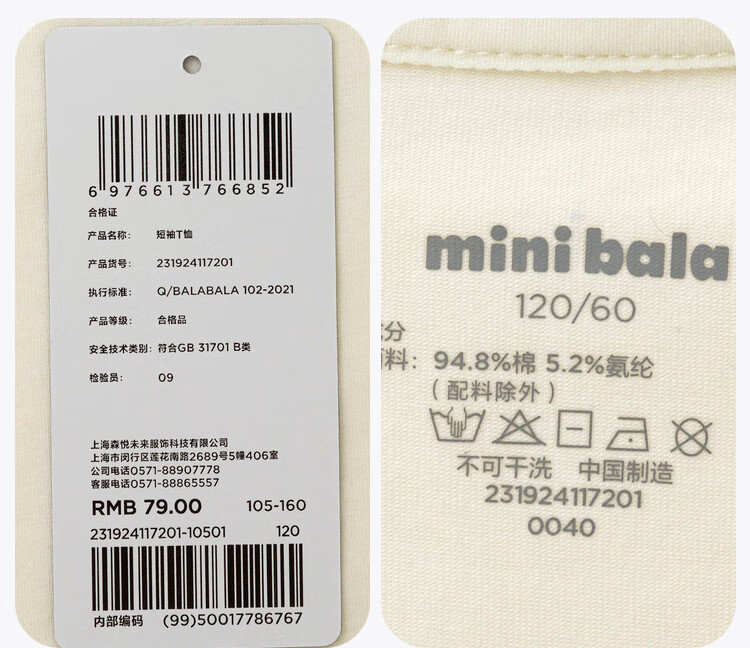 6976613766852
合格证
产品名称: 短袖T恤
产品货号: 231924117201
执行标准: Q/BALABALA 102-2021
产品等级: 合格品
安全技术类别: 符合GB 31701 B类
检验员: 09
上海森悦未来服饰科技有限公司
上海市闵行区莲花南路2689号5幢406室
公司电话0571-88907778
客服电话0571-88865557
RMB 79.00 105-160
231924117201-10501 120
内部编码 (99)50017786767
mini bala
120/60
成分
面料: 94.8%棉 5.2%氨纶
(配料除外)
不可干洗 中国制造
231924117201
0040